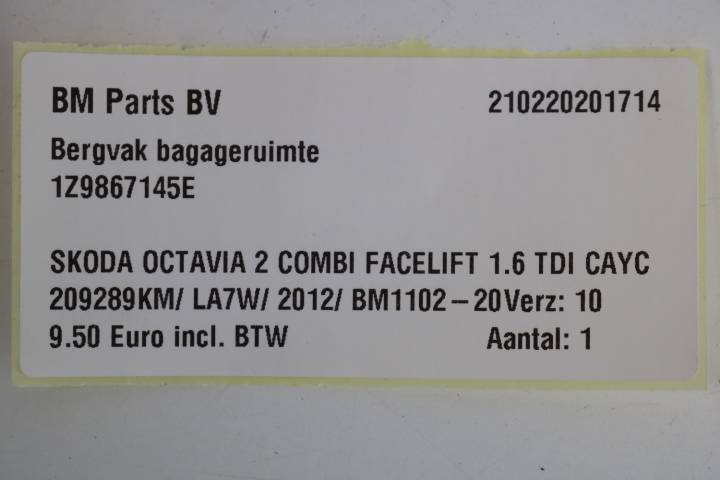 BM Parts BV 210220201714
Bergvak bagageruimte
1Z9867145E
SKODA OCTAVIA 2 COMBI FACELIFT 1.6 TDI CAYC
209289KM/ LA7W/ 2012/ BM1102-20Verz: 10
9.50 Euro incl. BTW Aantal: 1